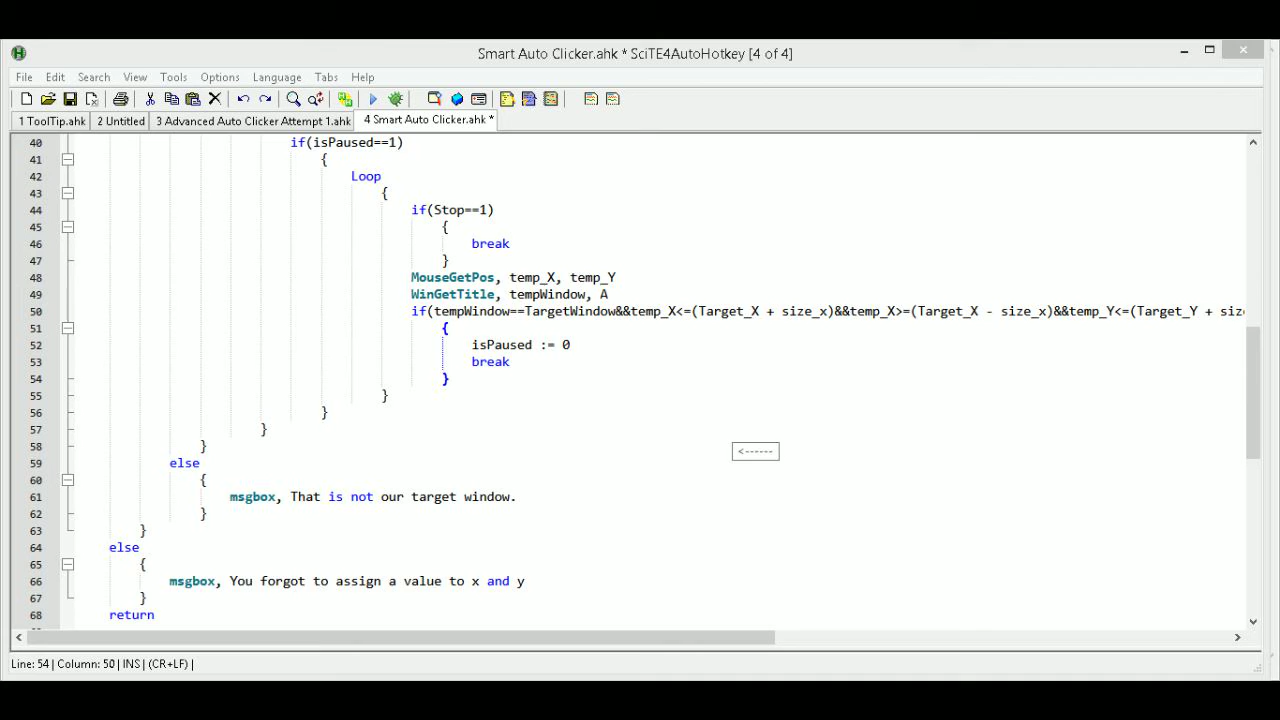 Smart Auto Clicker.ahk * SciTE4AutoHotkey [4 of 4]
File Edit Search View Tools Options Language Tabs Help
1 ToolTip.ahk 2 Untitled 3 Advanced Auto Clicker Attempt 1.ahk 4 Smart Auto Clicker.ahk *
40 if(isPaused==1)
41 {
42 Loop
43 {
44 if(Stop==1)
45 {
46 break
47 }
48 MouseGetPos, temp_X, temp_Y
49 WinGetTitle, tempWindow, A
50 if(tempWindow==TargetWindow&&temp_X<=(Target_X + size_x)&&temp_X>=(Target_X - size_x)&&temp_Y<=(Target_Y + size
51 {
52 isPaused := 0
53 break
54 }
55 }
56 }
57 }
58 }
<------
59 else
60 {
61 msgbox, That is not our target window.
62 }
63 }
64 else
65 {
66 msgbox, You forgot to assign a value to x and y
67 }
68 return
Line: 54 | Column: 50 | INS | (CR+LF) |